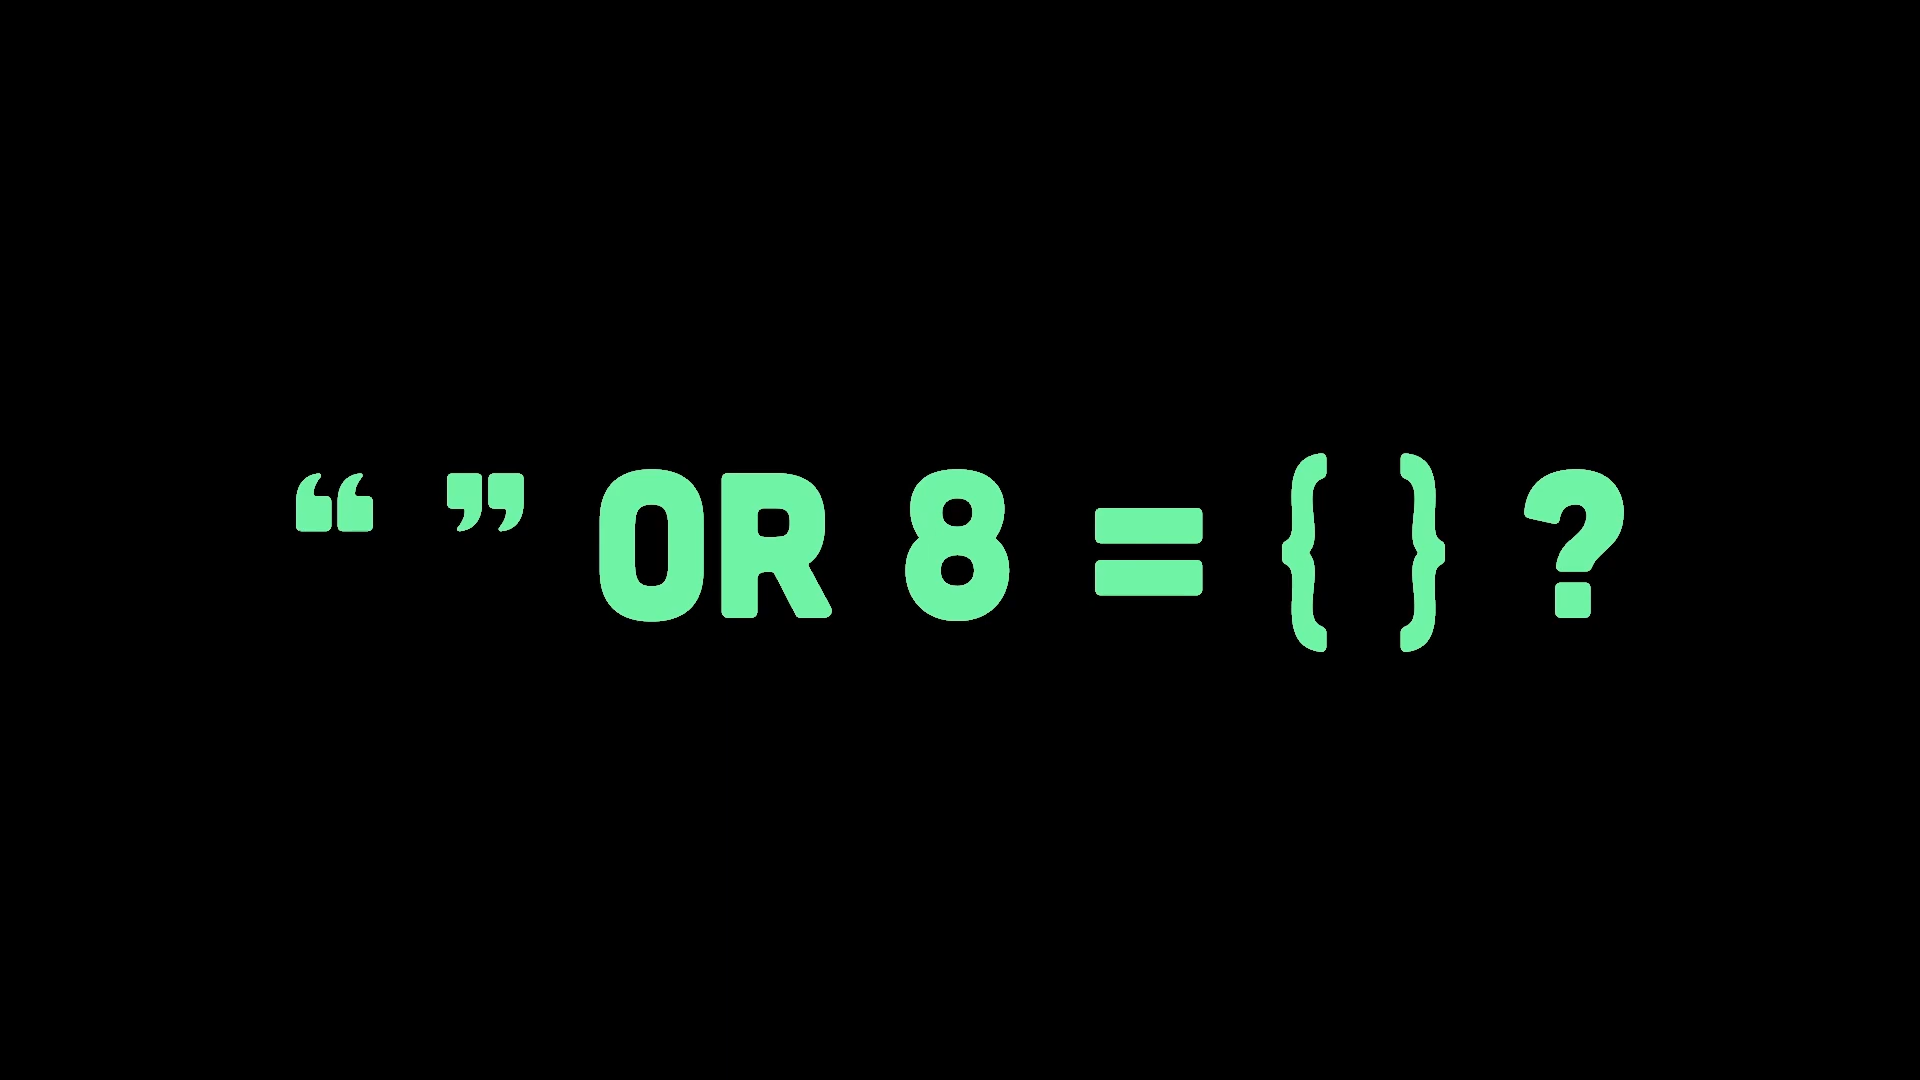 “ ” OR 8 = { } ?